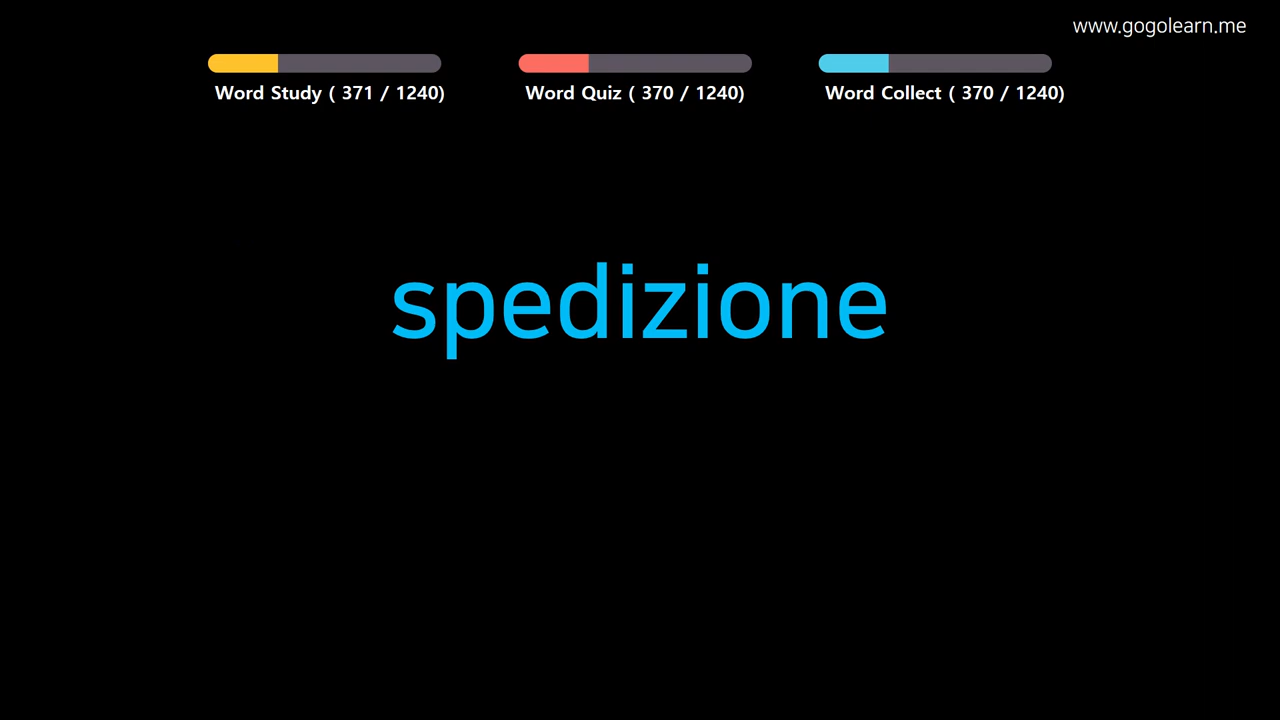 www.gogolearn.me
Word Study ( 371 / 1240)
Word Quiz ( 370 / 1240)
Word Collect ( 370 / 1240)
spedizione